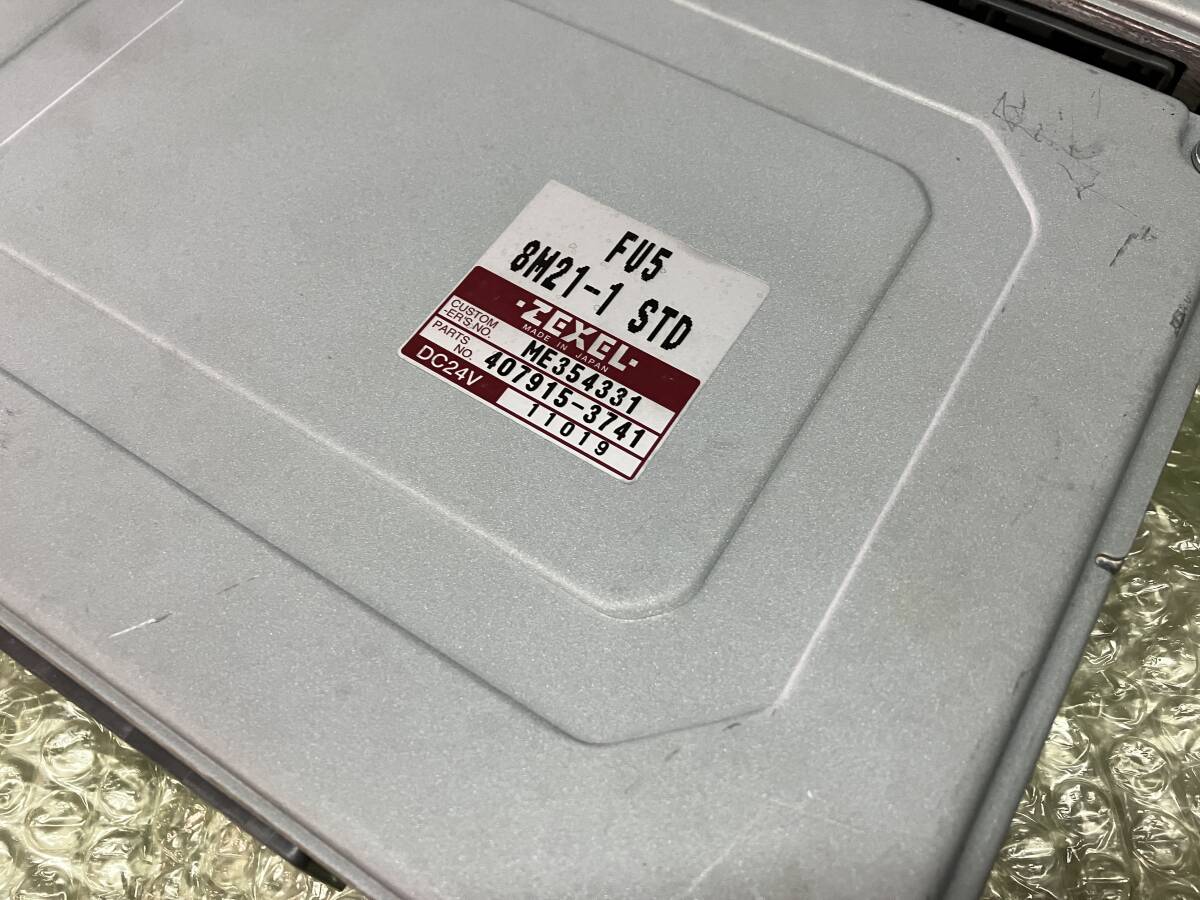 FU5
8M21-1 STD
·ZEXEL·
MADE IN JAPAN
CUSTOM
-ER'S NO. ME354331
PARTS
NO. 407915-3741
DC24V 11019